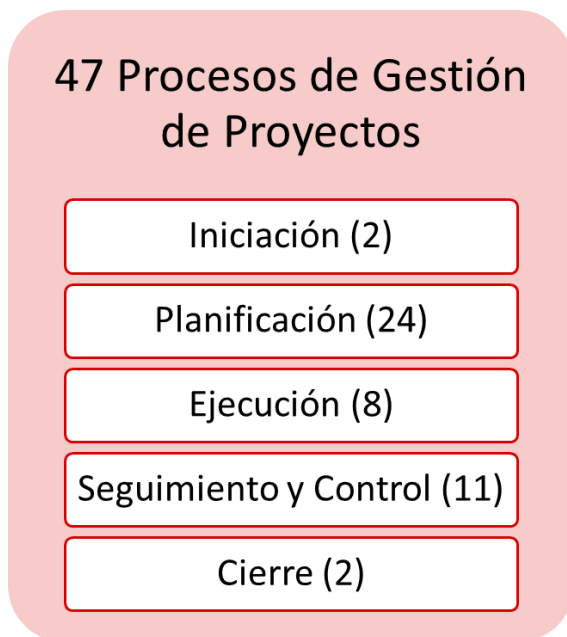 47 Procesos de Gestión
de Proyectos
Iniciación (2)
Planificación (24)
Ejecución (8)
Seguimiento y Control (11)
Cierre (2)